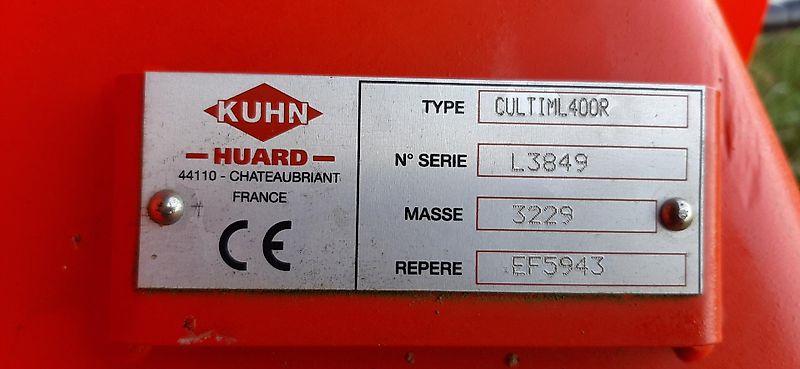 KUHN
HUARD
44110 - CHATEAUBRIANT
FRANCE
CE
TYPE CULTIML400R
N° SERIE L3849
MASSE 3229
REPERE EF5943